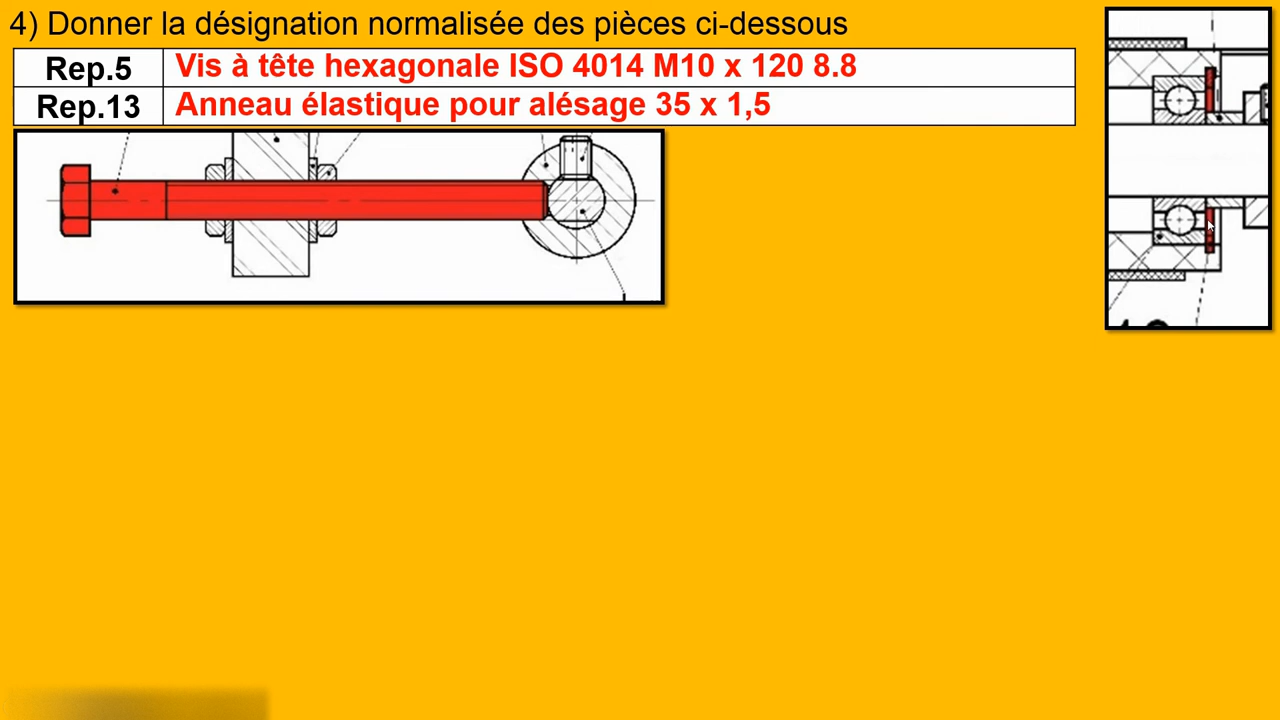 4) Donner la désignation normalisée des pièces ci-dessous
Rep.5 Vis à tête hexagonale ISO 4014 M10 x 120 8.8
Rep.13 Anneau élastique pour alésage 35 x 1,5